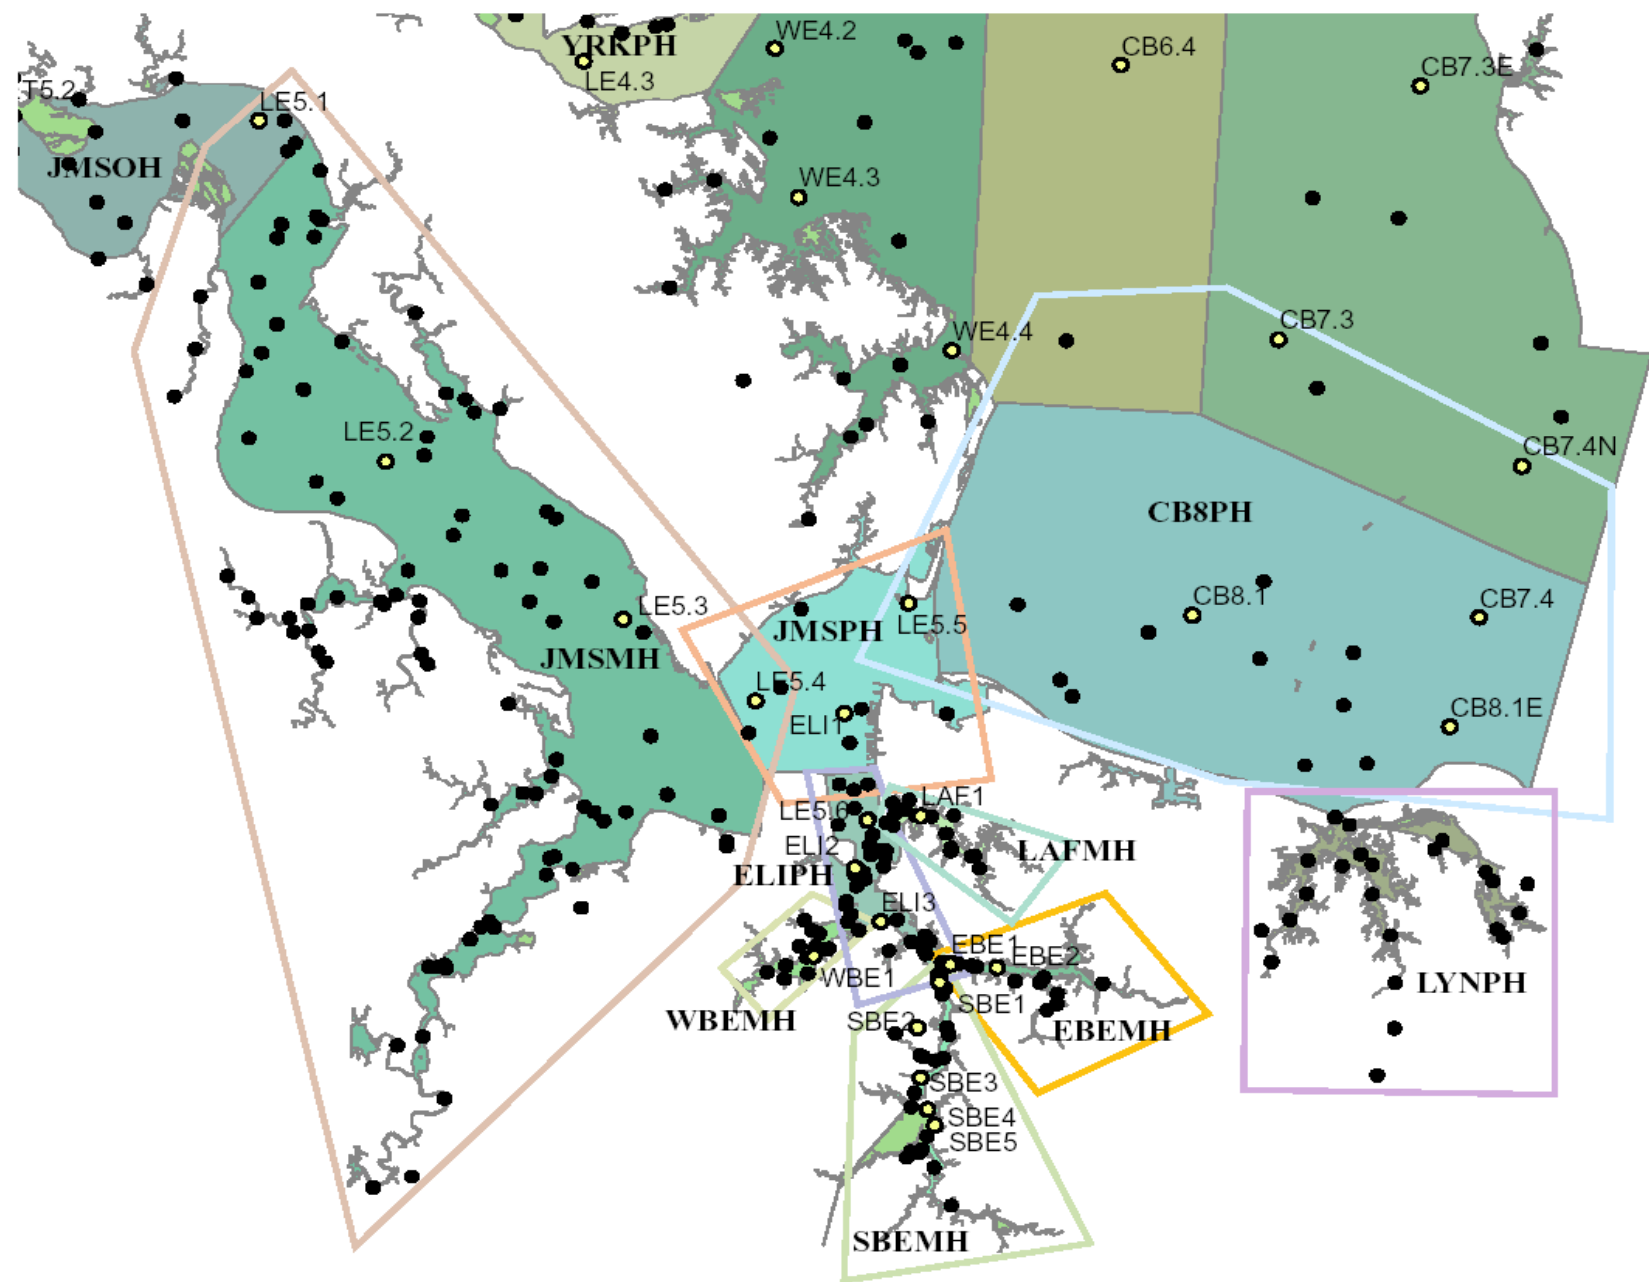 WE4.2
YRKPH
CB6.4
CB7.3E
LE4.3
T5.2
LE5.1
JMSOH
WE4.3
CB7.3
WE4.4
LE5.2
CB7.4N
CB8PH
LE5.3
CB8.1
CB7.4
JMSPH
LE5.5
JMSMH
LE5.4
CB8.1E
ELI1
LAF1
LE5.6
ELI2
LAFMH
ELIPH
ELI3
EBE1
EBE2
WBE1
LYNPH
SBE1
WBEMH
SBE2
EBEMH
SBE3
SBE4
SBE5
SBEMH